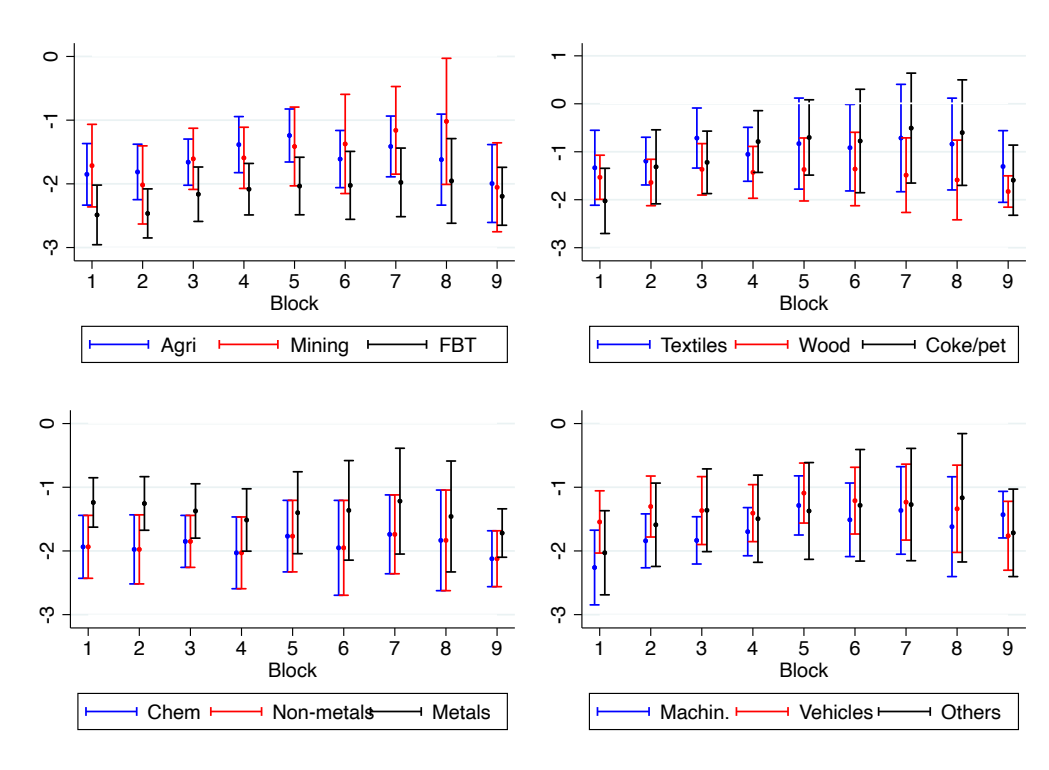 0
-1
-2
-3
1 2 3 4 5 6 7 8 9
Block
Agri Mining FBT
1
0
-1
-2
-3
1 2 3 4 5 6 7 8 9
Block
Textiles Wood Coke/pet
0
-1
-2
-3
1 2 3 4 5 6 7 8 9
Block
Chem Non-metals Metals
0
-1
-2
-3
1 2 3 4 5 6 7 8 9
Block
Machin. Vehicles Others